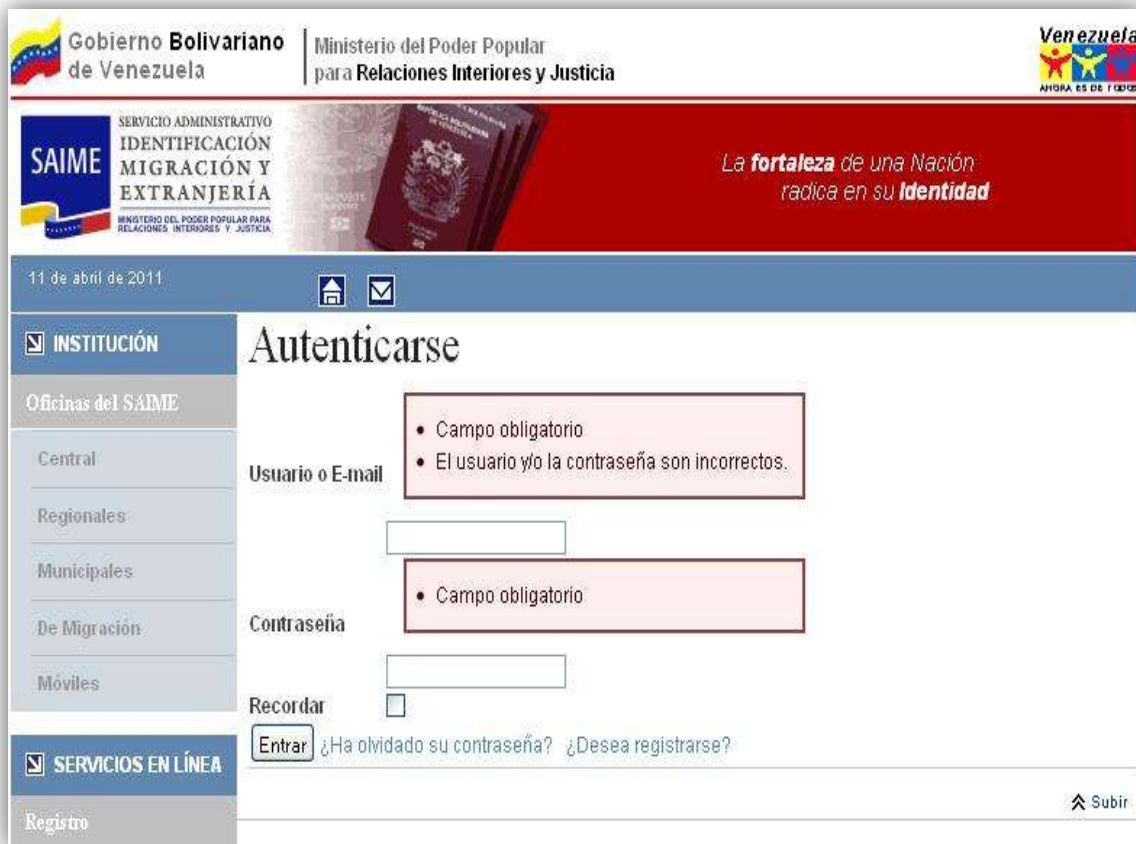 Gobierno Bolivariano
de Venezuela
Ministerio del Poder Popular
para Relaciones Interiores y Justicia
Venezuela
AHORA ES DE TODOS
SAIME
SERVICIO ADMINISTRATIVO
IDENTIFICACIÓN
MIGRACIÓN Y
EXTRANJERÍA
MINISTERIO DEL PODER POPULAR PARA
RELACIONES INTERIORES Y JUSTICIA
La fortaleza de una Nación
radica en su Identidad
11 de abril de 2011
INSTITUCIÓN
Oficinas del SAIME
Central
Regionales
Municipales
De Migración
Móviles
SERVICIOS EN LÍNEA
Registro
Autenticarse
Usuario o E-mail
• Campo obligatorio
• El usuario y/o la contraseña son incorrectos.
Contraseña
• Campo obligatorio
Recordar
Entrar ¿Ha olvidado su contraseña? ¿Desea registrarse?
Subir